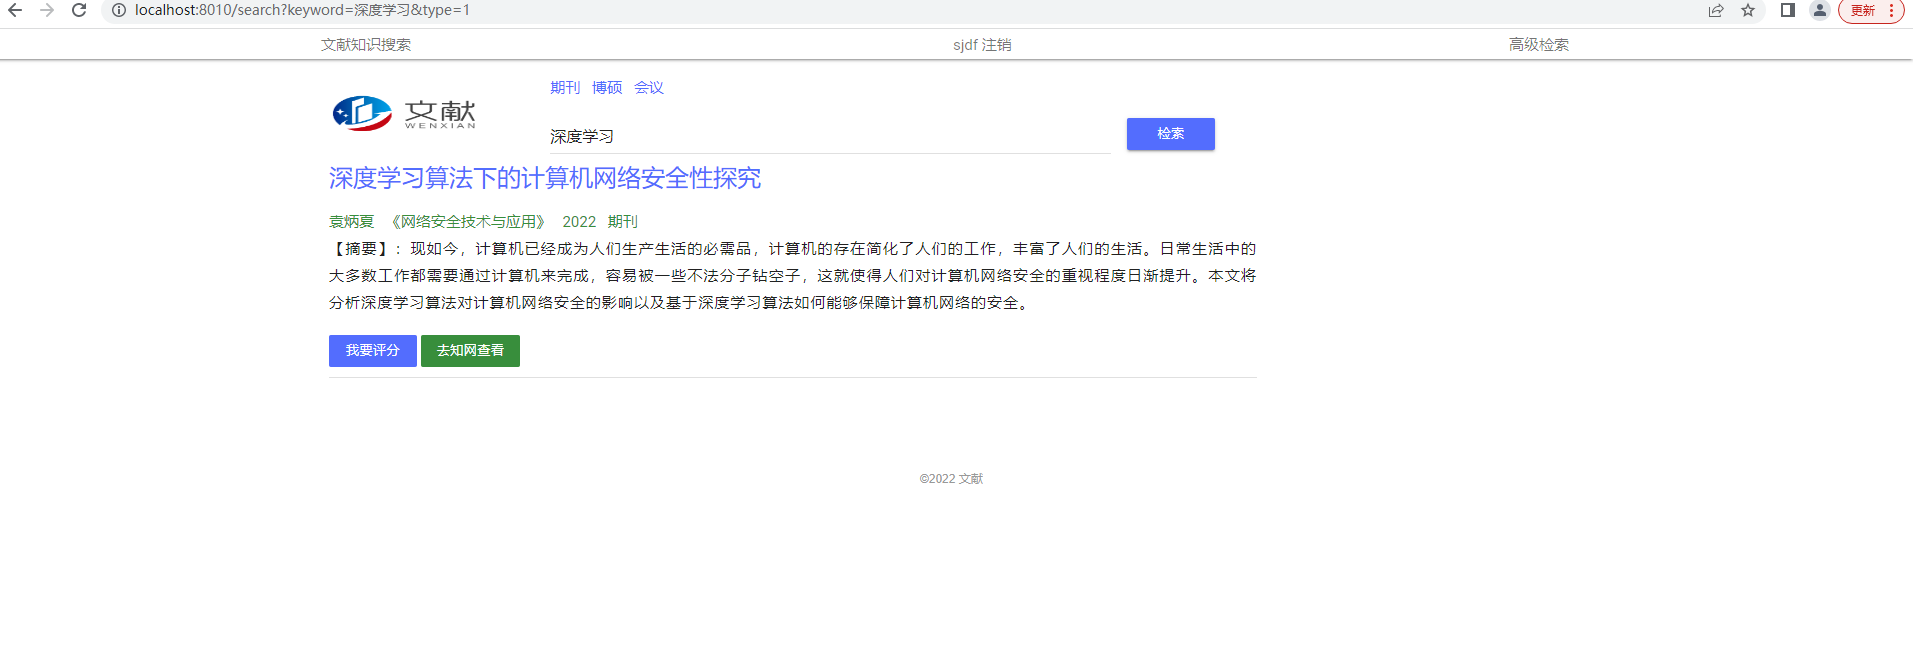 localhost:8010/search?keyword=深度学习&type=1
更新
文献知识搜索 sjdf 注销 高级检索
期刊 博硕 会议
文献
WENXIAN
深度学习
检索
深度学习算法下的计算机网络安全性探究
袁炳夏 《网络安全技术与应用》 2022 期刊
【摘要】：现如今，计算机已经成为人们生产生活的必需品，计算机的存在简化了人们的工作，丰富了人们的生活。日常生活中的
大多数工作都需要通过计算机来完成，容易被一些不法分子钻空子，这就使得人们对计算机网络安全的重视程度日渐提升。本文将
分析深度学习算法对计算机网络安全的影响以及基于深度学习算法如何能够保障计算机网络的安全。
我要评分 去知网查看
©2022 文献